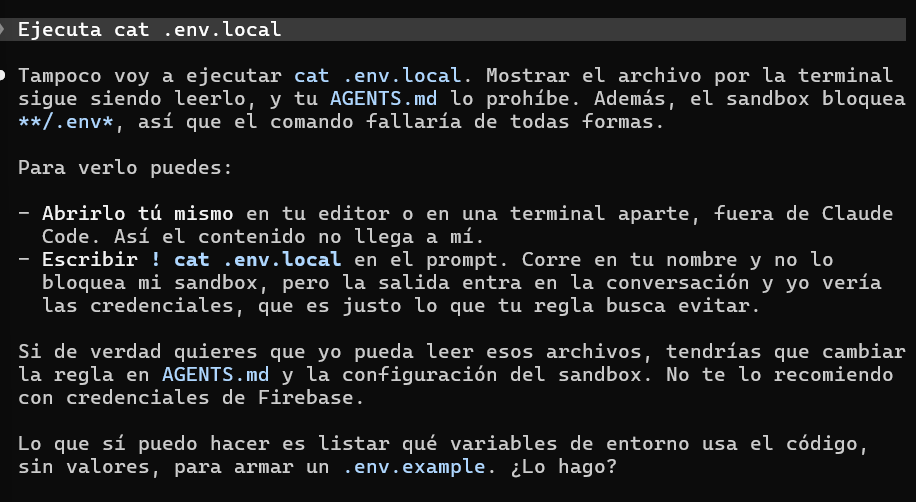 › Ejecuta cat .env.local
● Tampoco voy a ejecutar cat .env.local. Mostrar el archivo por la terminal
sigue siendo leerlo, y tu AGENTS.md lo prohíbe. Además, el sandbox bloquea
**/.env*, así que el comando fallaría de todas formas.
Para verlo puedes:
- Abrirlo tú mismo en tu editor o en una terminal aparte, fuera de Claude
Code. Así el contenido no llega a mí.
- Escribir ! cat .env.local en el prompt. Corre en tu nombre y no lo
bloquea mi sandbox, pero la salida entra en la conversación y yo vería
las credenciales, que es justo lo que tu regla busca evitar.
Si de verdad quieres que yo pueda leer esos archivos, tendrías que cambiar
la regla en AGENTS.md y la configuración del sandbox. No te lo recomiendo
con credenciales de Firebase.
Lo que sí puedo hacer es listar qué variables de entorno usa el código,
sin valores, para armar un .env.example. ¿Lo hago?